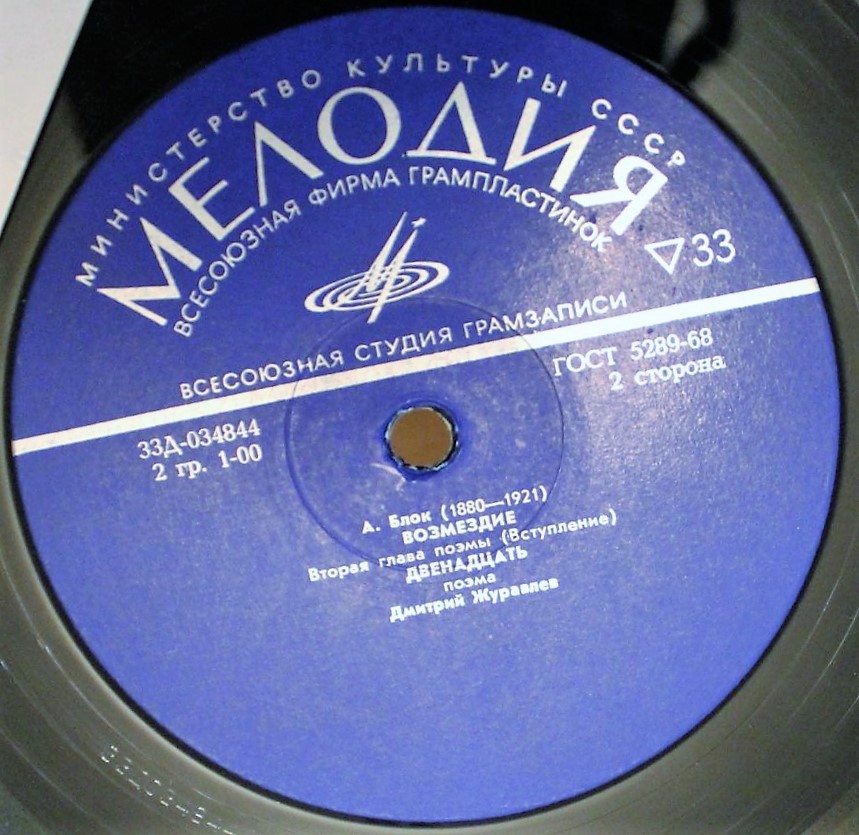 МИНИСТЕРСТВО КУЛЬТУРЫ СССР
МЕЛОДИЯ
ВСЕСОЮЗНАЯ ФИРМА ГРАМПЛАСТИНОК
33
ВСЕСОЮЗНАЯ СТУДИЯ ГРАМЗАПИСИ
ГОСТ 5289-68
2 сторона
33Д-034844
2 гр. 1-00
А. Блок (1880—1921)
ВОЗМЕЗДИЕ
Вторая глава поэмы (Вступление)
ДВЕНАДЦАТЬ
поэма
Дмитрий Журавлев